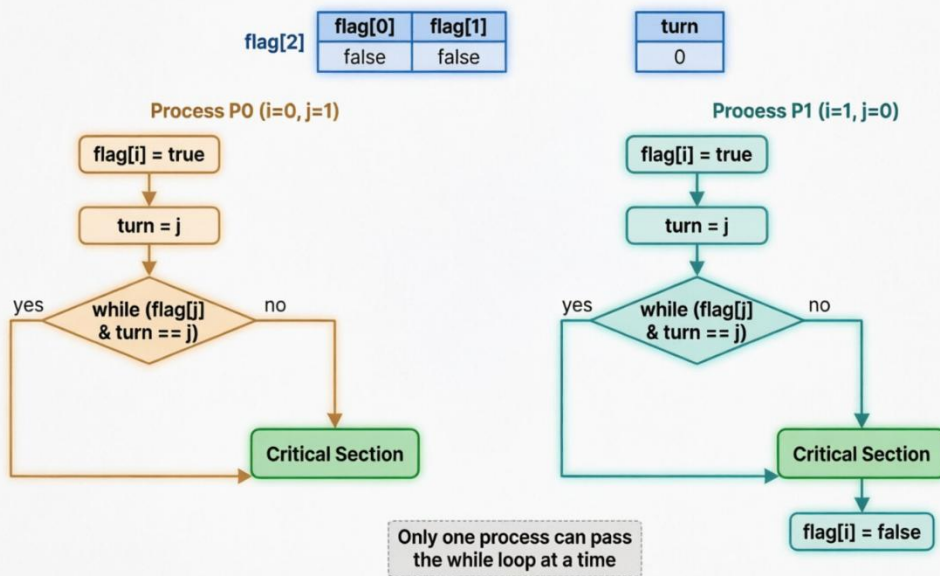 flag[2]
flag[0] flag[1]
false false
turn
0
Process P0 (i=0, j=1)
flag[i] = true
turn = j
while (flag[j]
& turn == j)
yes
no
Critical Section
Prooess P1 (i=1, j=0)
flag[i] = true
turn = j
while (flag[j]
& turn == j)
yes
no
Critical Section
flag[i] = false
Only one process can pass
the while loop at a time